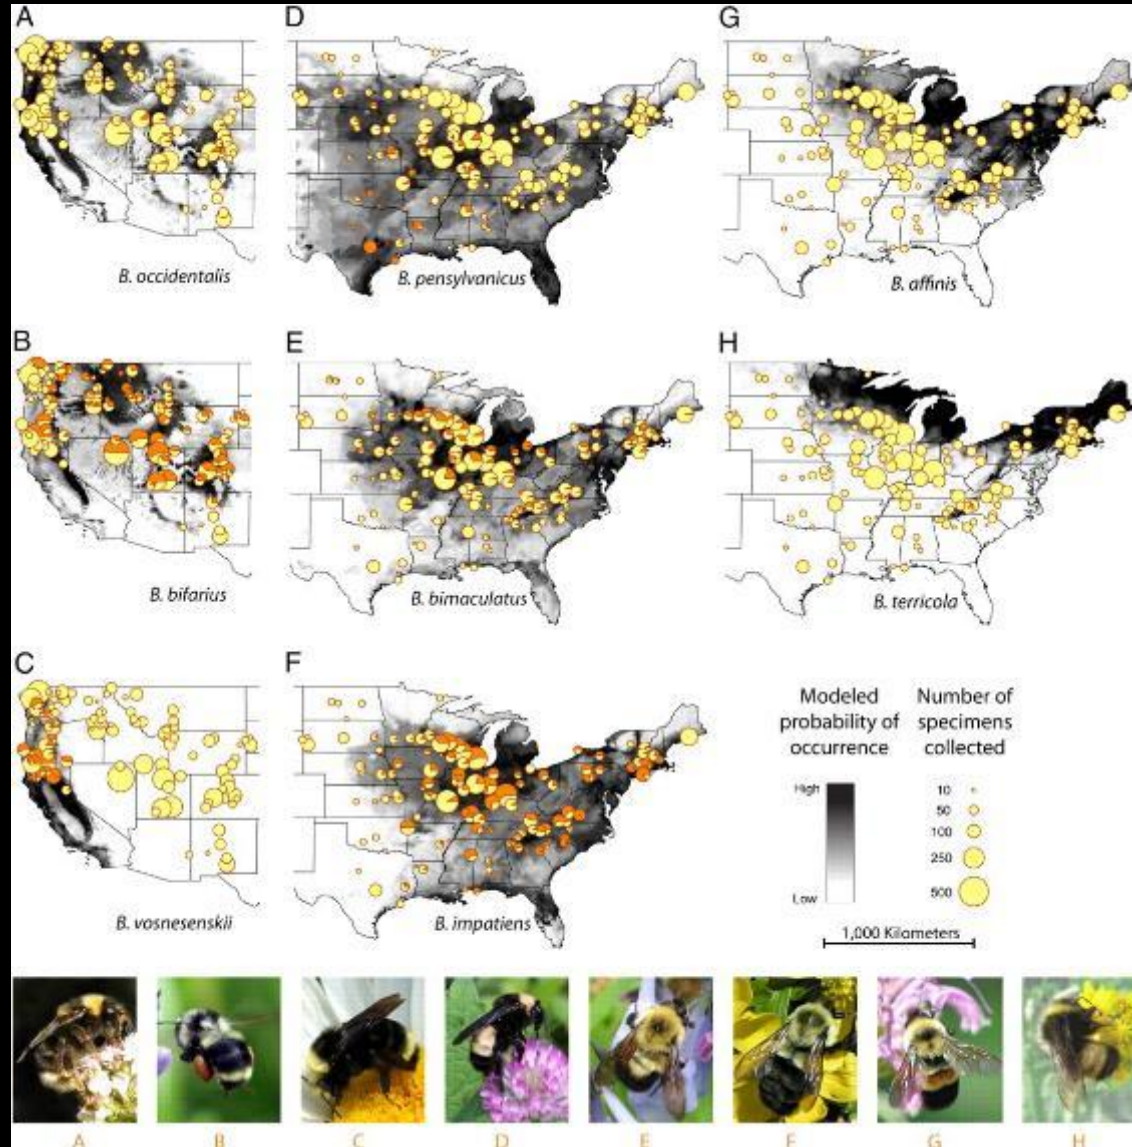 A
D
G
B. occidentalis
B. pensylvanicus
B. affinis
B
E
H
B. bifarius
B. bimaculatus
B. terricola
C
F
Modeled
probability of
occurrence
High
Low
Number of
specimens
collected
10
50
100
250
500
1,000 Kilometers
B. vosnesenskii
B. impatiens
A B C D E F G H